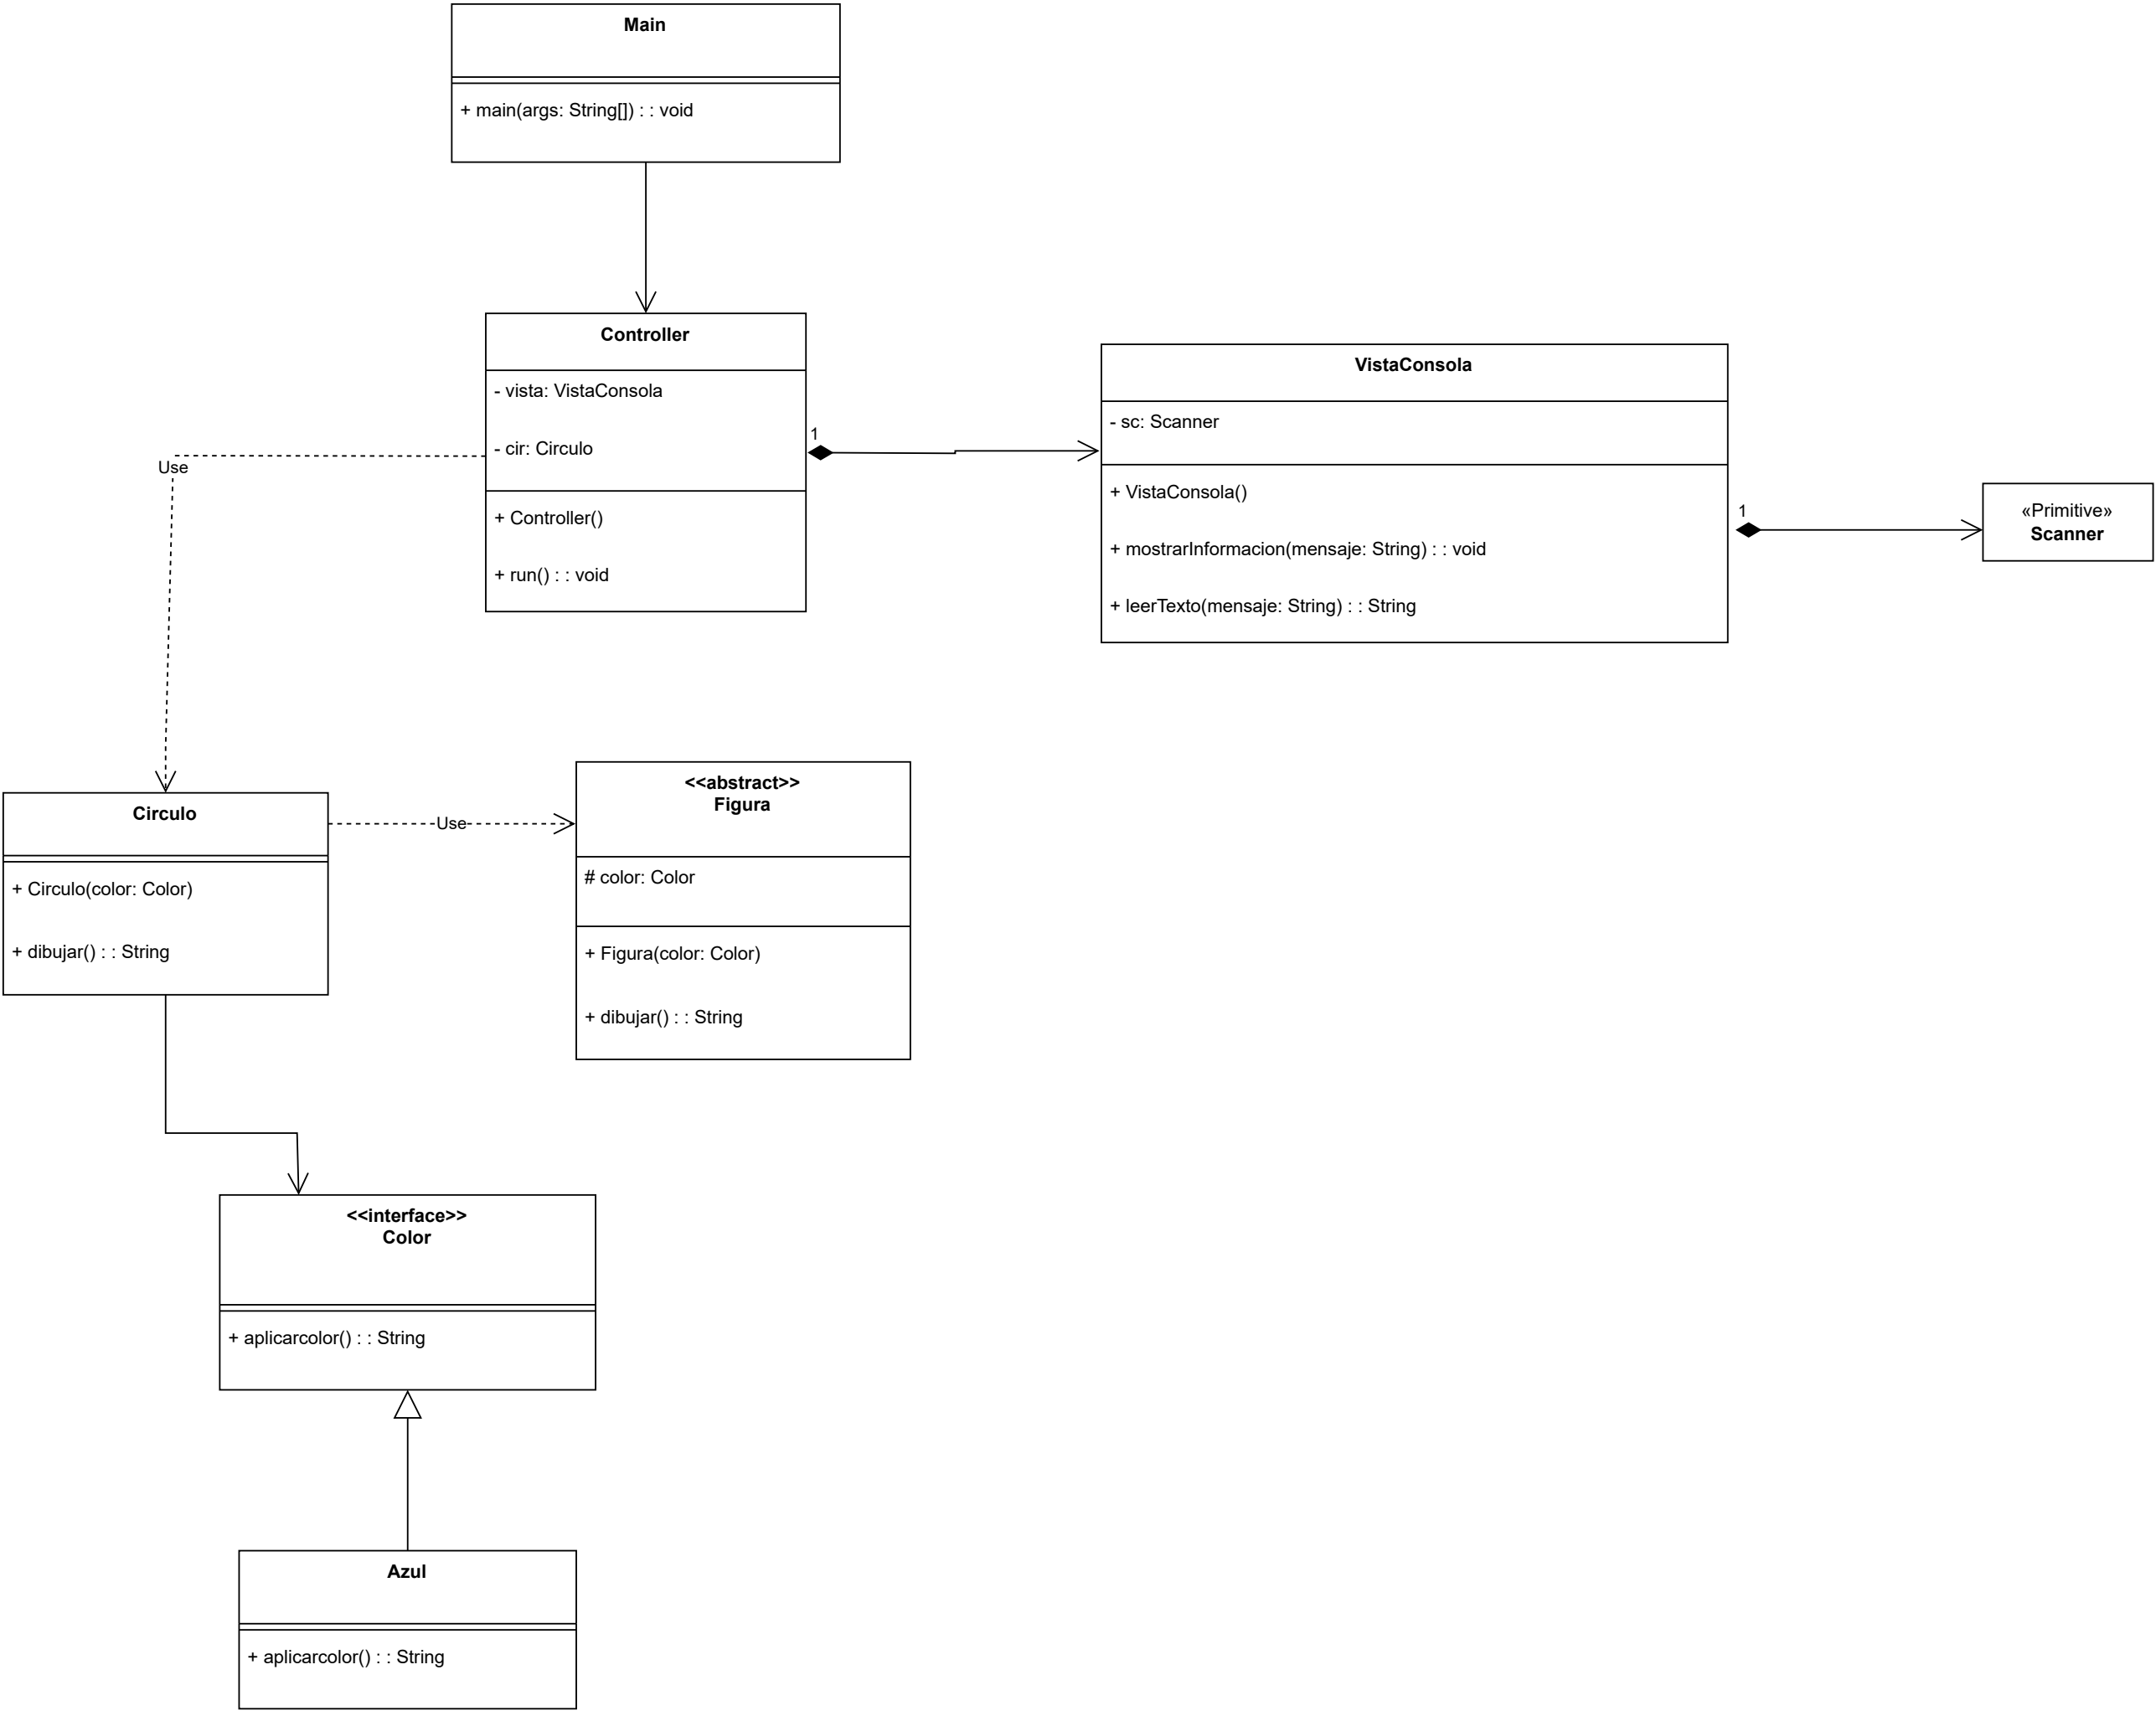 Main
+ main(args: String[]) : : void
Controller
- vista: VistaConsola
- cir: Circulo
+ Controller()
+ run() : : void
1
VistaConsola
- sc: Scanner
+ VistaConsola()
+ mostrarInformacion(mensaje: String) : : void
+ leerTexto(mensaje: String) : : String
1
«Primitive»
Scanner
Use
Circulo
+ Circulo(color: Color)
+ dibujar() : : String
Use
<<abstract>>
Figura
# color: Color
+ Figura(color: Color)
+ dibujar() : : String
<<interface>>
Color
+ aplicarcolor() : : String
Azul
+ aplicarcolor() : : String